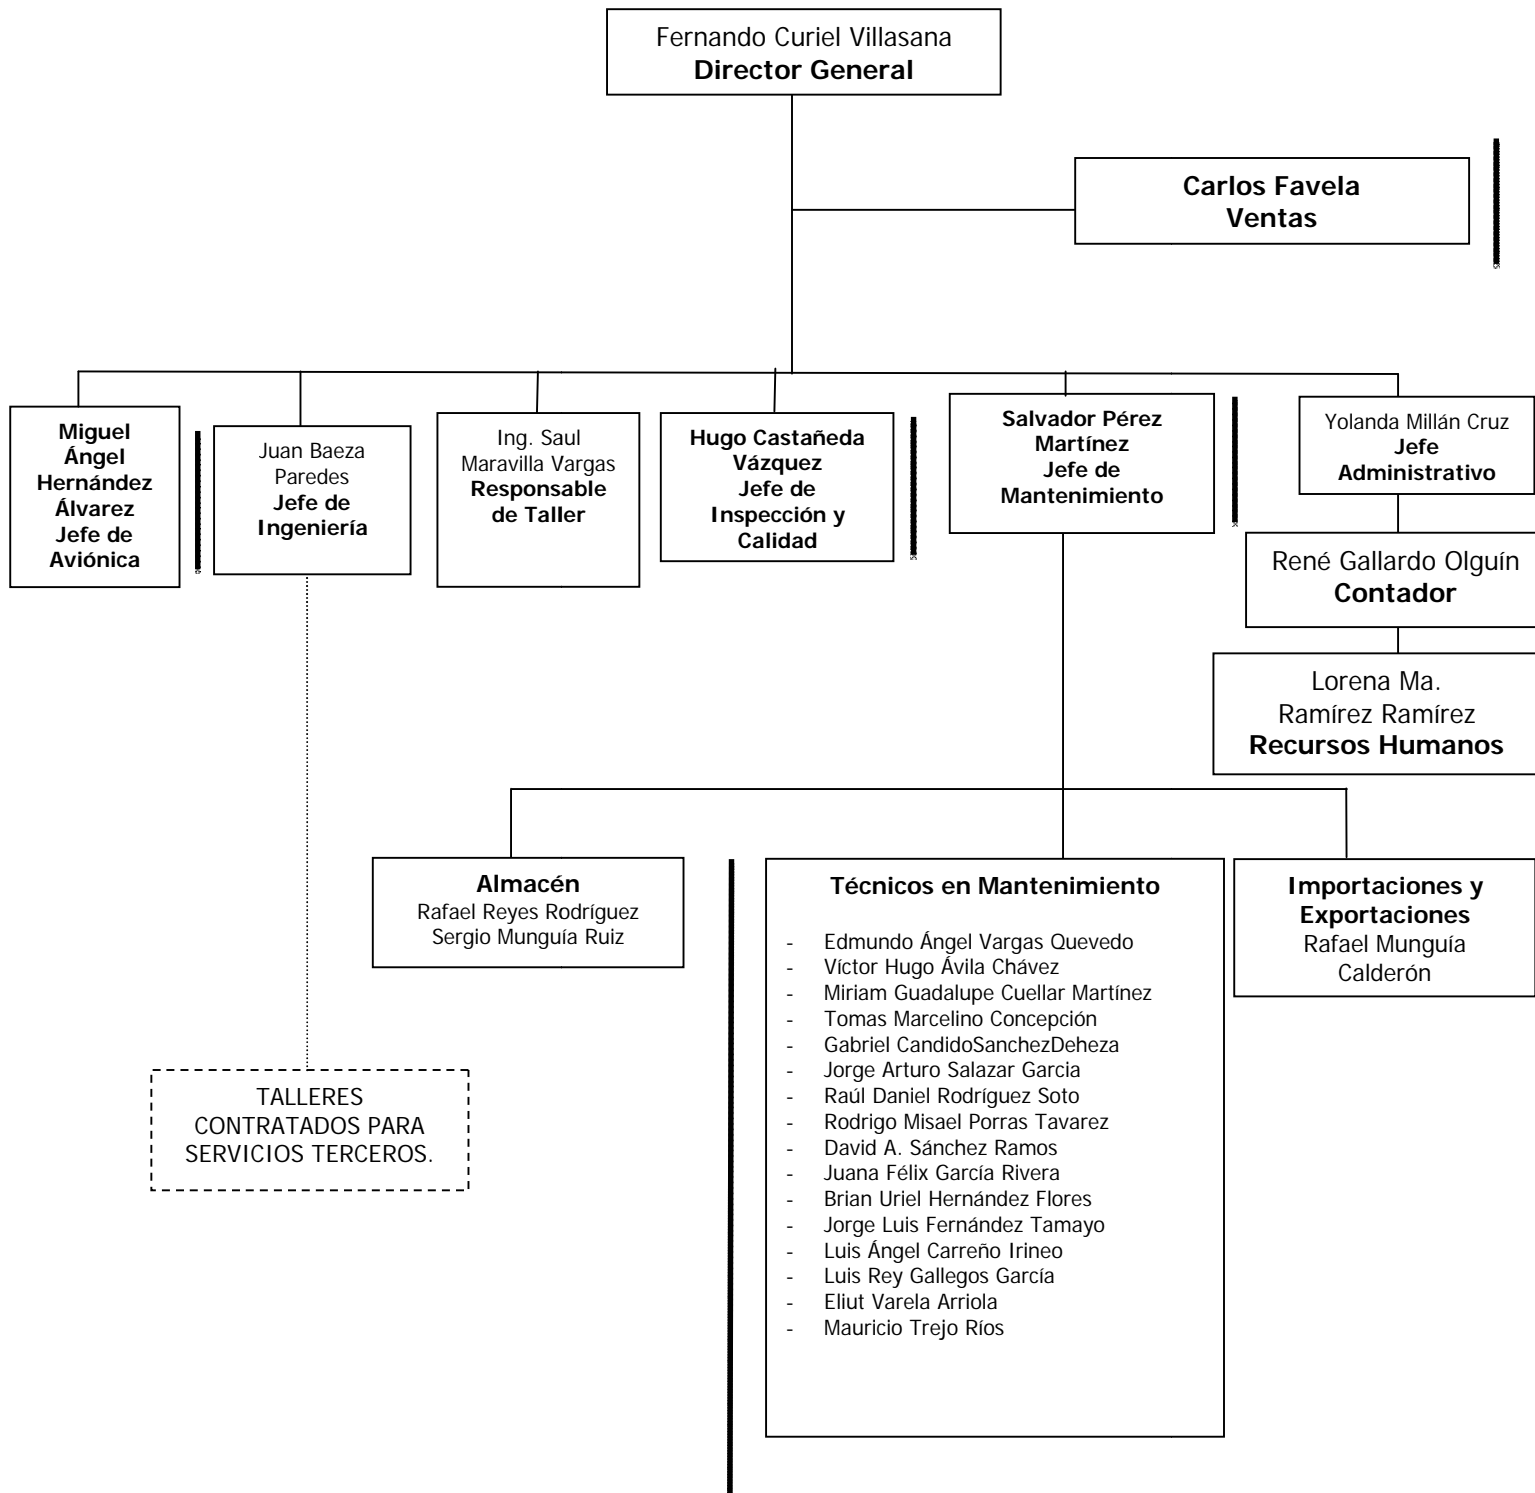 Fernando Curiel Villasana
Director General
Carlos Favela
Ventas
Miguel
Ángel
Hernández
Álvarez
Jefe de
Aviónica
Juan Baeza
Paredes
Jefe de
Ingeniería
Ing. Saul
Maravilla Vargas
Responsable
de Taller
Hugo Castañeda
Vázquez
Jefe de
Inspección y
Calidad
Salvador Pérez
Martínez
Jefe de
Mantenimiento
Yolanda Millán Cruz
Jefe
Administrativo
René Gallardo Olguín
Contador
Lorena Ma.
Ramírez Ramírez
Recursos Humanos
Almacén
Rafael Reyes Rodríguez
Sergio Munguía Ruiz
Técnicos en Mantenimiento
- Edmundo Ángel Vargas Quevedo
- Víctor Hugo Ávila Chávez
- Miriam Guadalupe Cuellar Martínez
- Tomas Marcelino Concepción
- Gabriel CandidoSanchezDeheza
- Jorge Arturo Salazar Garcia
- Raúl Daniel Rodríguez Soto
- Rodrigo Misael Porras Tavarez
- David A. Sánchez Ramos
- Juana Félix García Rivera
- Brian Uriel Hernández Flores
- Jorge Luis Fernández Tamayo
- Luis Ángel Carreño Irineo
- Luis Rey Gallegos García
- Eliut Varela Arriola
- Mauricio Trejo Ríos
Importaciones y
Exportaciones
Rafael Munguía
Calderón
TALLERES
CONTRATADOS PARA
SERVICIOS TERCEROS.